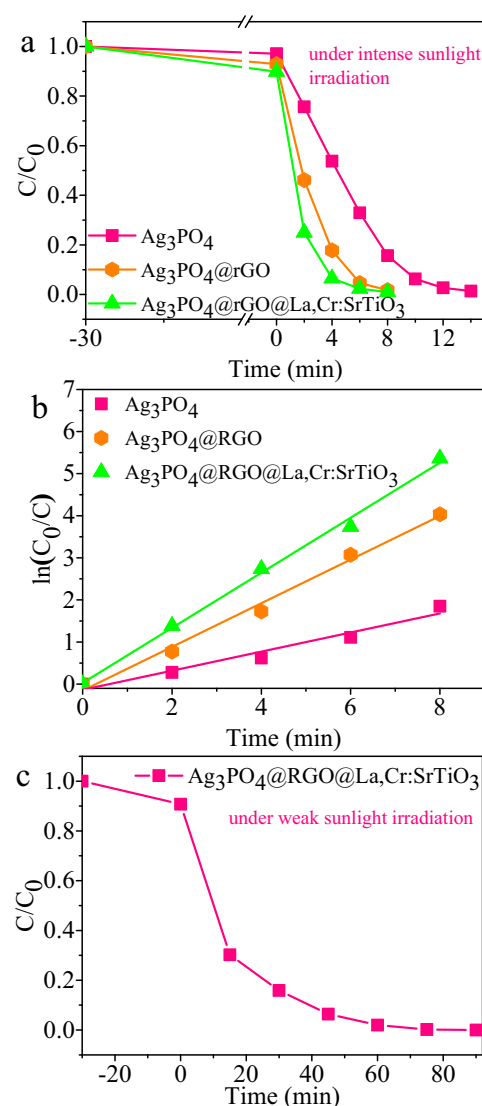 a
1.0
0.8
0.6
0.4
0.2
0.0
C/C₀
under intense sunlight
irradiation
Ag₃PO₄
Ag₃PO₄@rGO
Ag₃PO₄@rGO@La,Cr:SrTiO₃
-30 0 4 8 12
Time (min)
b
7
6
5
4
3
2
1
0
ln(C₀/C)
Ag₃PO₄
Ag₃PO₄@RGO
Ag₃PO₄@RGO@La,Cr:SrTiO₃
0 2 4 6 8
Time (min)
c
1.0
0.8
0.6
0.4
0.2
0.0
C/C₀
Ag₃PO₄@RGO@La,Cr:SrTiO₃
under weak sunlight irradiation
-20 0 20 40 60 80
Time (min)